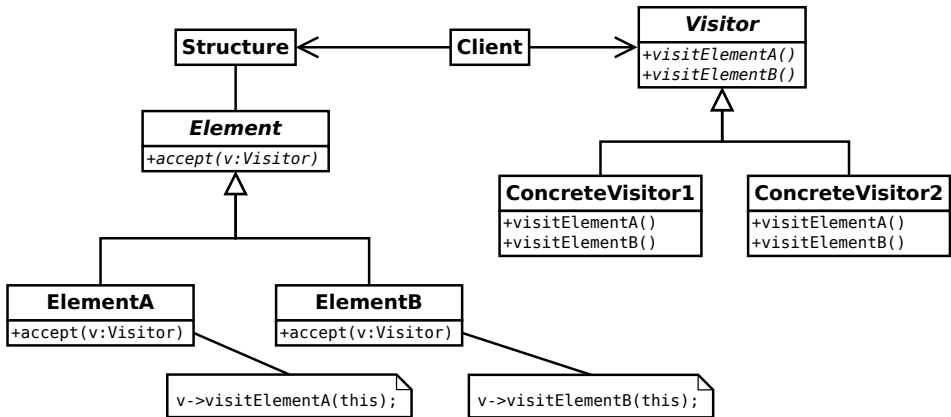 Structure
Client
Visitor
+visitElementA()
+visitElementB()
Element
+accept(v:Visitor)
ConcreteVisitor1
+visitElementA()
+visitElementB()
ConcreteVisitor2
+visitElementA()
+visitElementB()
ElementA
+accept(v:Visitor)
ElementB
+accept(v:Visitor)
v->visitElementA(this);
v->visitElementB(this);